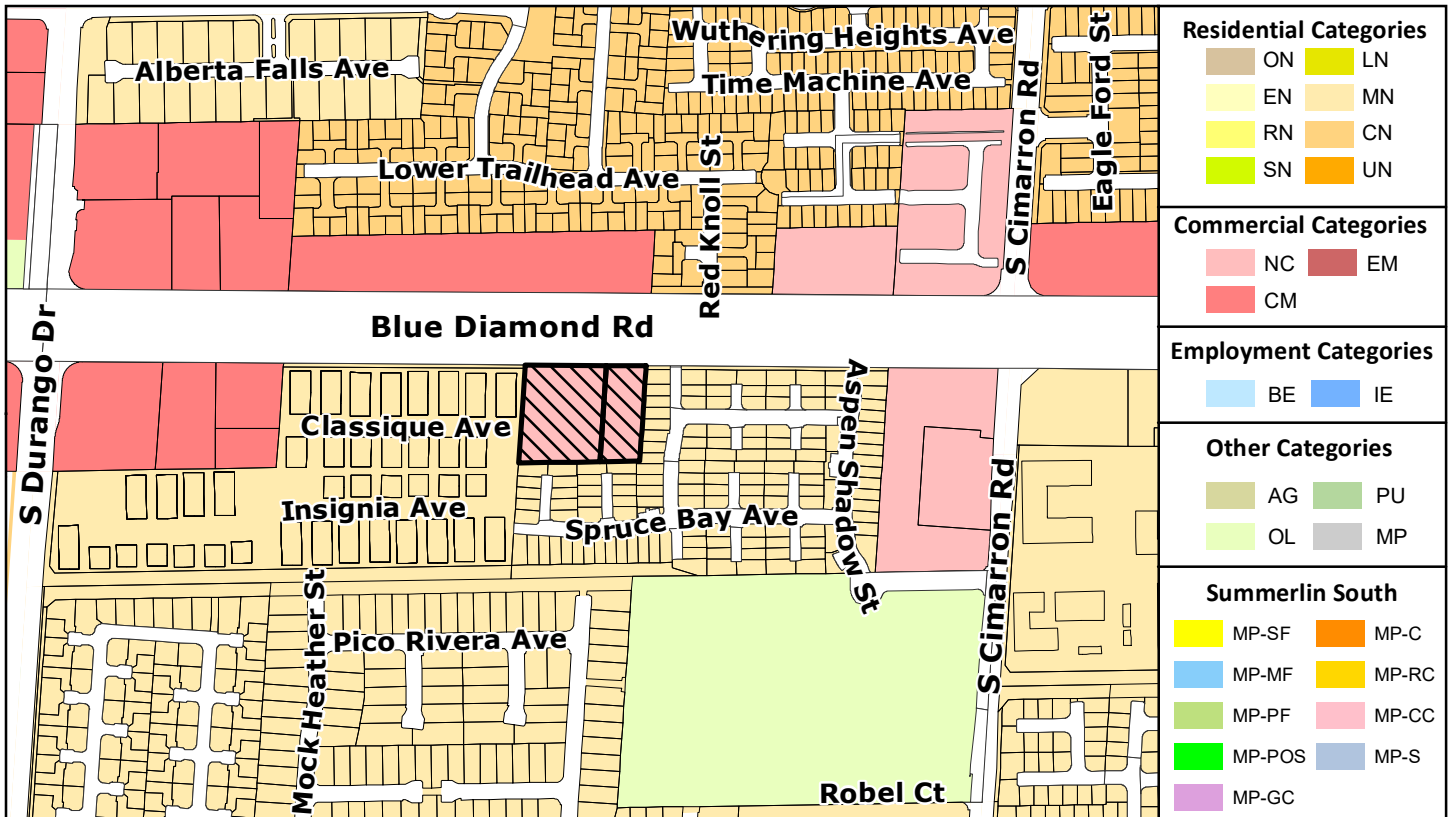 Wuthering Heights Ave
Alberta Falls Ave
Time Machine Ave
S Cimarron Rd
Eagle Ford St
Lower Trailhead Ave
Red Knoll St
Blue Diamond Rd
S Durango Dr
Classique Ave
Aspen Shadow St
Insignia Ave
Spruce Bay Ave
S Cimarron Rd
Mock Heather St
Pico Rivera Ave
Robel Ct
Residential Categories
ON LN
EN MN
RN CN
SN UN
Commercial Categories
NC EM
CM
Employment Categories
BE IE
Other Categories
AG PU
OL MP
Summerlin South
MP-SF MP-C
MP-MF MP-RC
MP-PF MP-CC
MP-POS MP-S
MP-GC